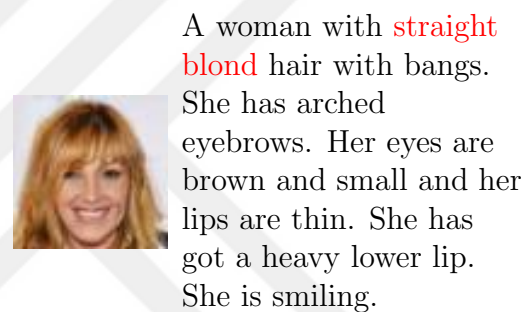 A woman with straight
blond hair with bangs.
She has arched
eyebrows. Her eyes are
brown and small and her
lips are thin. She has
got a heavy lower lip.
She is smiling.